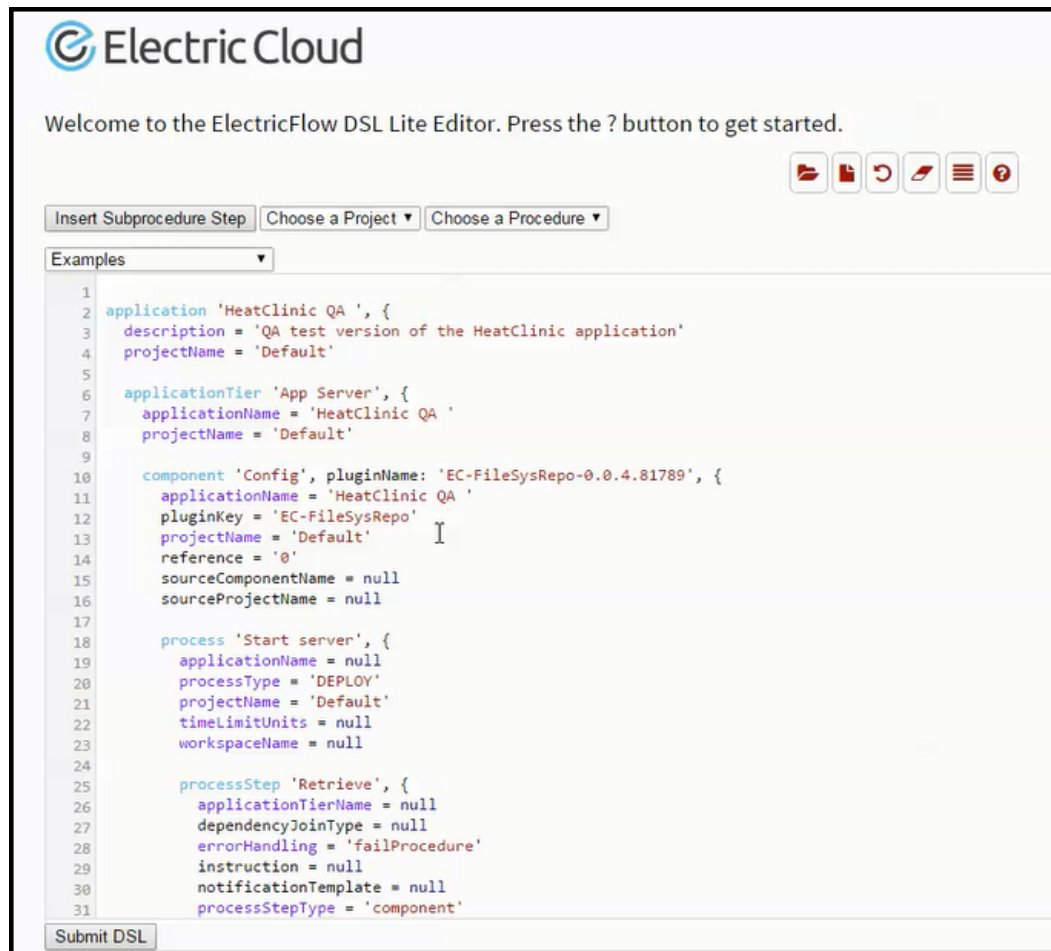 Electric Cloud
Welcome to the ElectricFlow DSL Lite Editor. Press the ? button to get started.
?
Insert Subprocedure Step Choose a Project ▼ Choose a Procedure ▼
Examples ▼
1
2 application 'HeatClinic QA ', {
3   description = 'QA test version of the HeatClinic application'
4   projectName = 'Default'
5
6   applicationTier 'App Server', {
7     applicationName = 'HeatClinic QA '
8     projectName = 'Default'
9
10     component 'Config', pluginName: 'EC-FileSysRepo-0.0.4.81789', {
11       applicationName = 'HeatClinic QA '
12       pluginKey = 'EC-FileSysRepo'
13       projectName = 'Default'
14       reference = '0'
15       sourceComponentName = null
16       sourceProjectName = null
17
18       process 'Start server', {
19         applicationName = null
20         processType = 'DEPLOY'
21         projectName = 'Default'
22         timeLimitUnits = null
23         workspaceName = null
24
25         processStep 'Retrieve', {
26           applicationTierName = null
27           dependencyJoinType = null
28           errorHandling = 'failProcedure'
29           instruction = null
30           notificationTemplate = null
31           processStepType = 'component'
Submit DSL